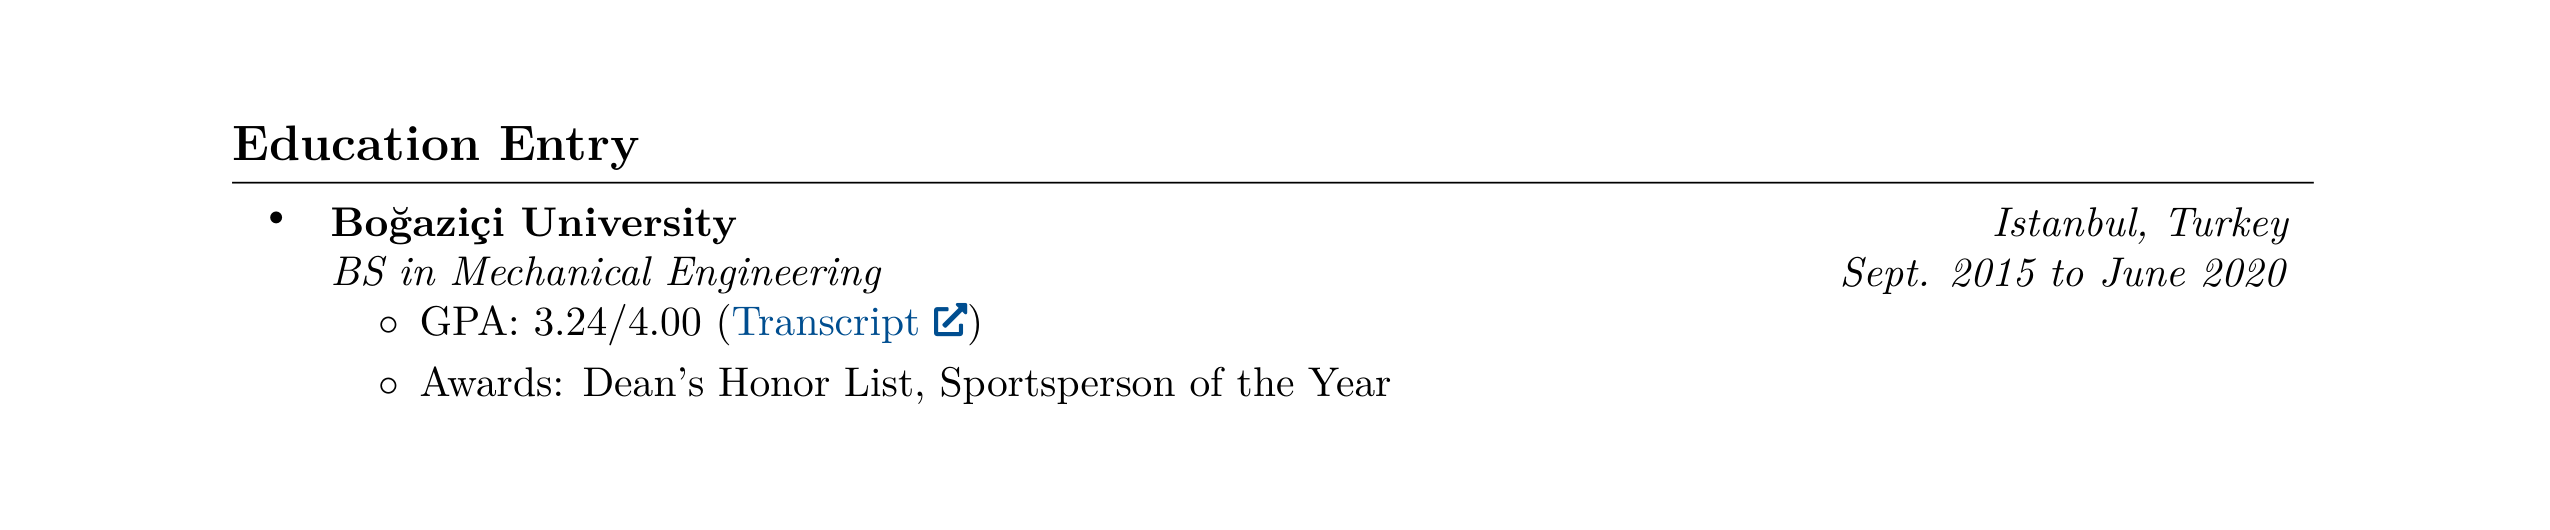 Education Entry
• Boğaziçi University Istanbul, Turkey
BS in Mechanical Engineering Sept. 2015 to June 2020
◦ GPA: 3.24/4.00 (Transcript)
◦ Awards: Dean's Honor List, Sportsperson of the Year